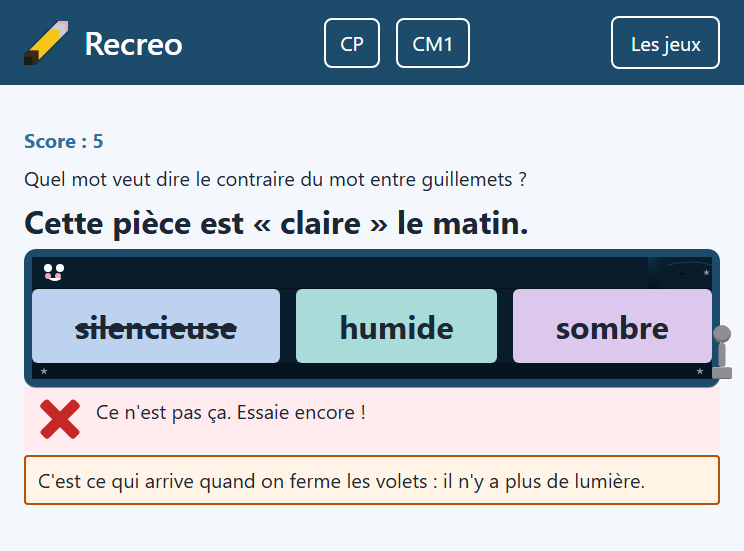 Recreo
CP
CM1
Les jeux
Score : 5
Quel mot veut dire le contraire du mot entre guillemets ?
Cette pièce est « claire » le matin.
silencieuse
humide
sombre
Ce n'est pas ça. Essaie encore !
C'est ce qui arrive quand on ferme les volets : il n'y a plus de lumière.